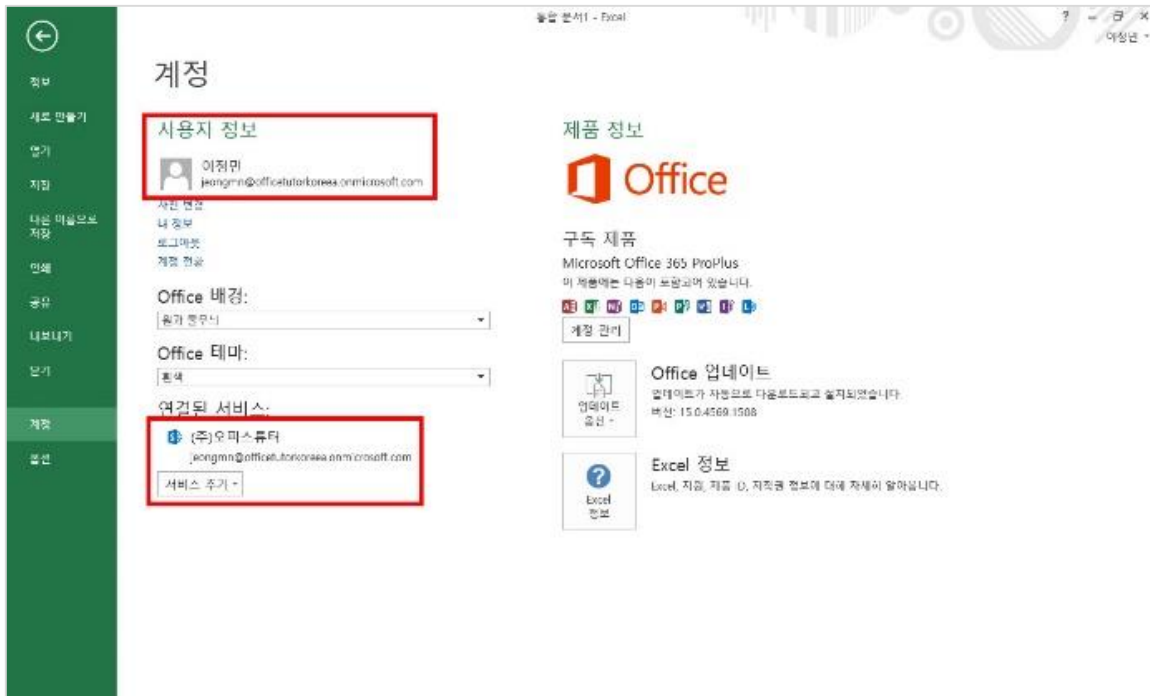 통합 문서1 - Excel
?
계정
정보
새로 만들기
열기
저장
다른 이름으로
저장
인쇄
공유
내보내기
닫기
계정
옵션
사용자 정보
이정민
jeongmn@officetutorkoreea.onmicrosoft.com
사진 변경
내 정보
로그아웃
계정 전환
Office 배경:
원과 줄무늬
Office 테마:
흰색
연결된 서비스:
(주)오피스튜터
jeongmn@officetutorkoreea.onmicrosoft.com
서비스 추가
제품 정보
Office
구독 제품
Microsoft Office 365 ProPlus
이 제품에는 다음이 포함되어 있습니다.
계정 관리
업데이트
옵션
Office 업데이트
업데이트가 자동으로 다운로드되고 설치되었습니다.
버전: 15.0.4569.1508
Excel
정보
Excel 정보
Excel, 지원, 제품 ID, 저작권 정보에 대해 자세히 알아봅니다.